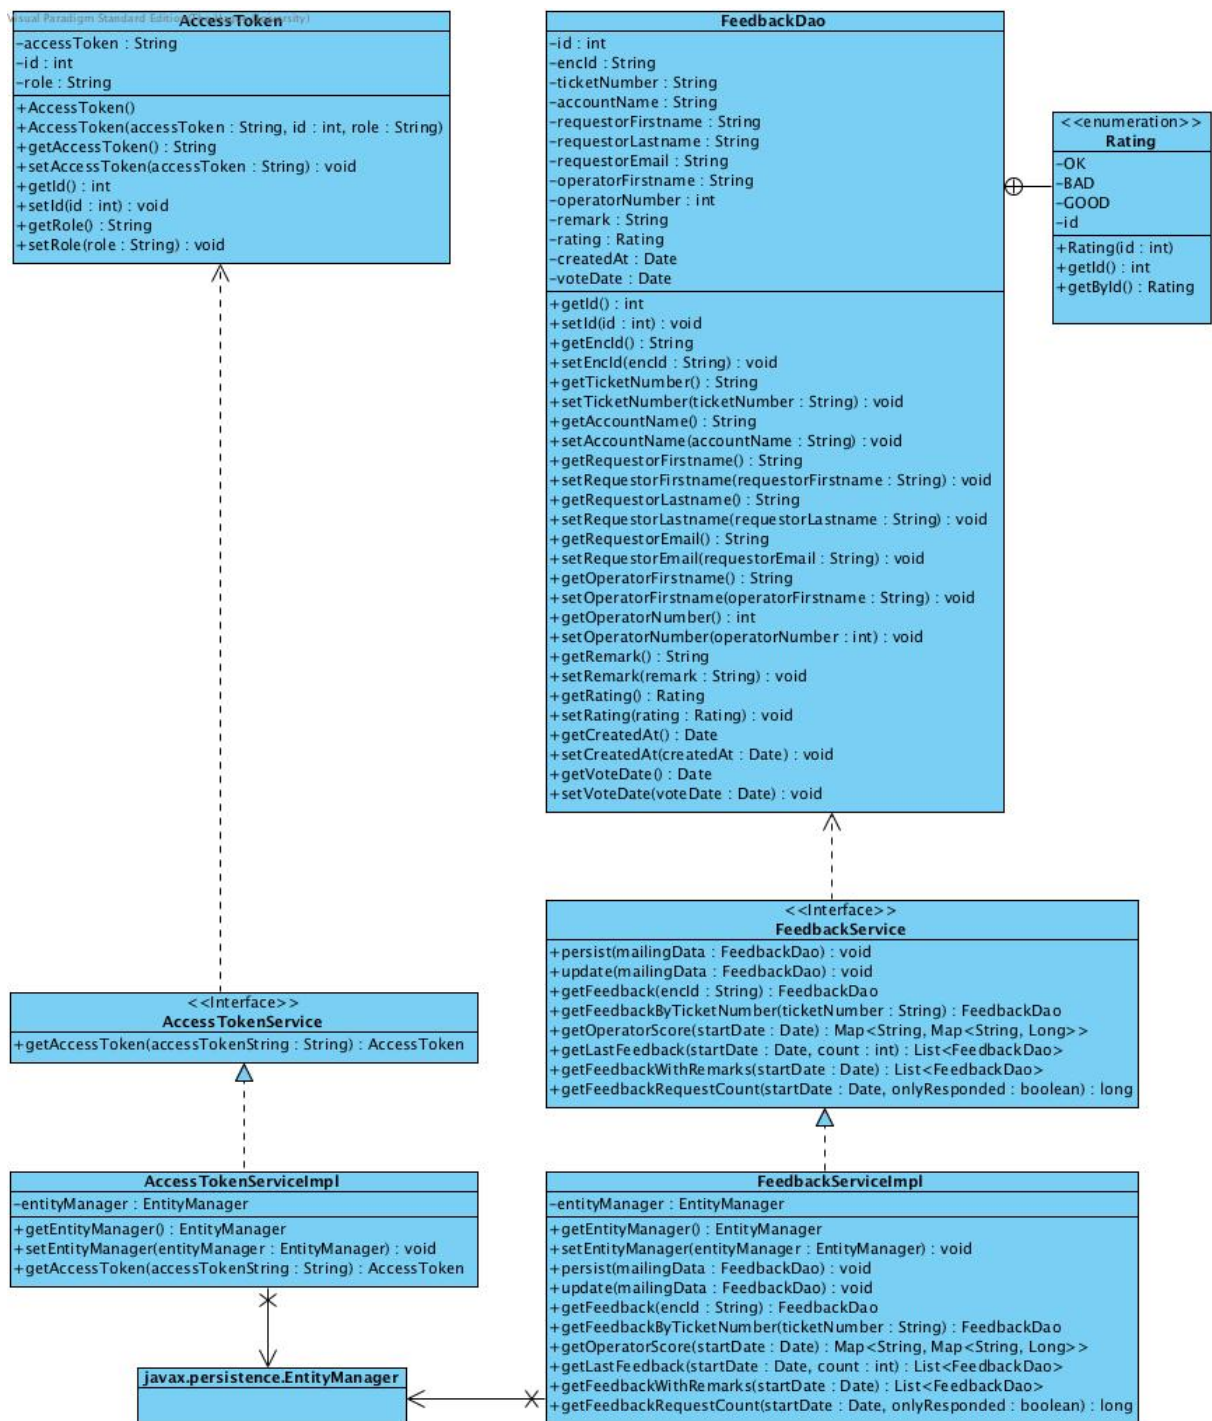 Visual Paradigm Standard Edition
AccessToken
-accessToken : String
-id : int
-role : String
+AccessToken()
+AccessToken(accessToken : String, id : int, role : String)
+getAccessToken() : String
+setAccessToken(accessToken : String) : void
+getId() : int
+setId(id : int) : void
+getRole() : String
+setRole(role : String) : void
FeedbackDao
-id : int
-encId : String
-ticketNumber : String
-accountName : String
-requestorFirstname : String
-requestorLastname : String
-requestorEmail : String
-operatorFirstname : String
-operatorNumber : int
-remark : String
-rating : Rating
-createdAt : Date
-voteDate : Date
+getId() : int
+setId(id : int) : void
+getEncId() : String
+setEncId(encId : String) : void
+getTicketNumber() : String
+setTicketNumber(ticketNumber : String) : void
+getAccountName() : String
+setAccountName(accountName : String) : void
+getRequestorFirstname() : String
+setRequestorFirstname(requestorFirstname : String) : void
+getRequestorLastname() : String
+setRequestorLastname(requestorLastname : String) : void
+getRequestorEmail() : String
+setRequestorEmail(requestorEmail : String) : void
+getOperatorFirstname() : String
+setOperatorFirstname(operatorFirstname : String) : void
+getOperatorNumber() : int
+setOperatorNumber(operatorNumber : int) : void
+getRemark() : String
+setRemark(remark : String) : void
+getRating() : Rating
+setRating(rating : Rating) : void
+getCreatedAt() : Date
+setCreatedAt(createdAt : Date) : void
+getVoteDate() : Date
+setVoteDate(voteDate : Date) : void
<<enumeration>>
Rating
-OK
-BAD
-GOOD
-id
+Rating(id : int)
+getId() : int
+getById() : Rating
<<Interface>>
AccessTokenService
+getAccessToken(accessTokenString : String) : AccessToken
<<Interface>>
FeedbackService
+persist(mailingData : FeedbackDao) : void
+update(mailingData : FeedbackDao) : void
+getFeedback(encId : String) : FeedbackDao
+getFeedbackByTicketNumber(ticketNumber : String) : FeedbackDao
+getOperatorScore(startDate : Date) : Map<String, Map<String, Long>>
+getLastFeedback(startDate : Date, count : int) : List<FeedbackDao>
+getFeedbackWithRemarks(startDate : Date) : List<FeedbackDao>
+getFeedbackRequestCount(startDate : Date, onlyResponded : boolean) : long
AccessTokenServiceImpl
-entityManager : EntityManager
+getEntityManager() : EntityManager
+setEntityManager(entityManager : EntityManager) : void
+getAccessToken(accessTokenString : String) : AccessToken
FeedbackServiceImpl
-entityManager : EntityManager
+getEntityManager() : EntityManager
+setEntityManager(entityManager : EntityManager) : void
+persist(mailingData : FeedbackDao) : void
+update(mailingData : FeedbackDao) : void
+getFeedback(encId : String) : FeedbackDao
+getFeedbackByTicketNumber(ticketNumber : String) : FeedbackDao
+getOperatorScore(startDate : Date) : Map<String, Map<String, Long>>
+getLastFeedback(startDate : Date, count : int) : List<FeedbackDao>
+getFeedbackWithRemarks(startDate : Date) : List<FeedbackDao>
+getFeedbackRequestCount(startDate : Date, onlyResponded : boolean) : long
javax.persistence.EntityManager